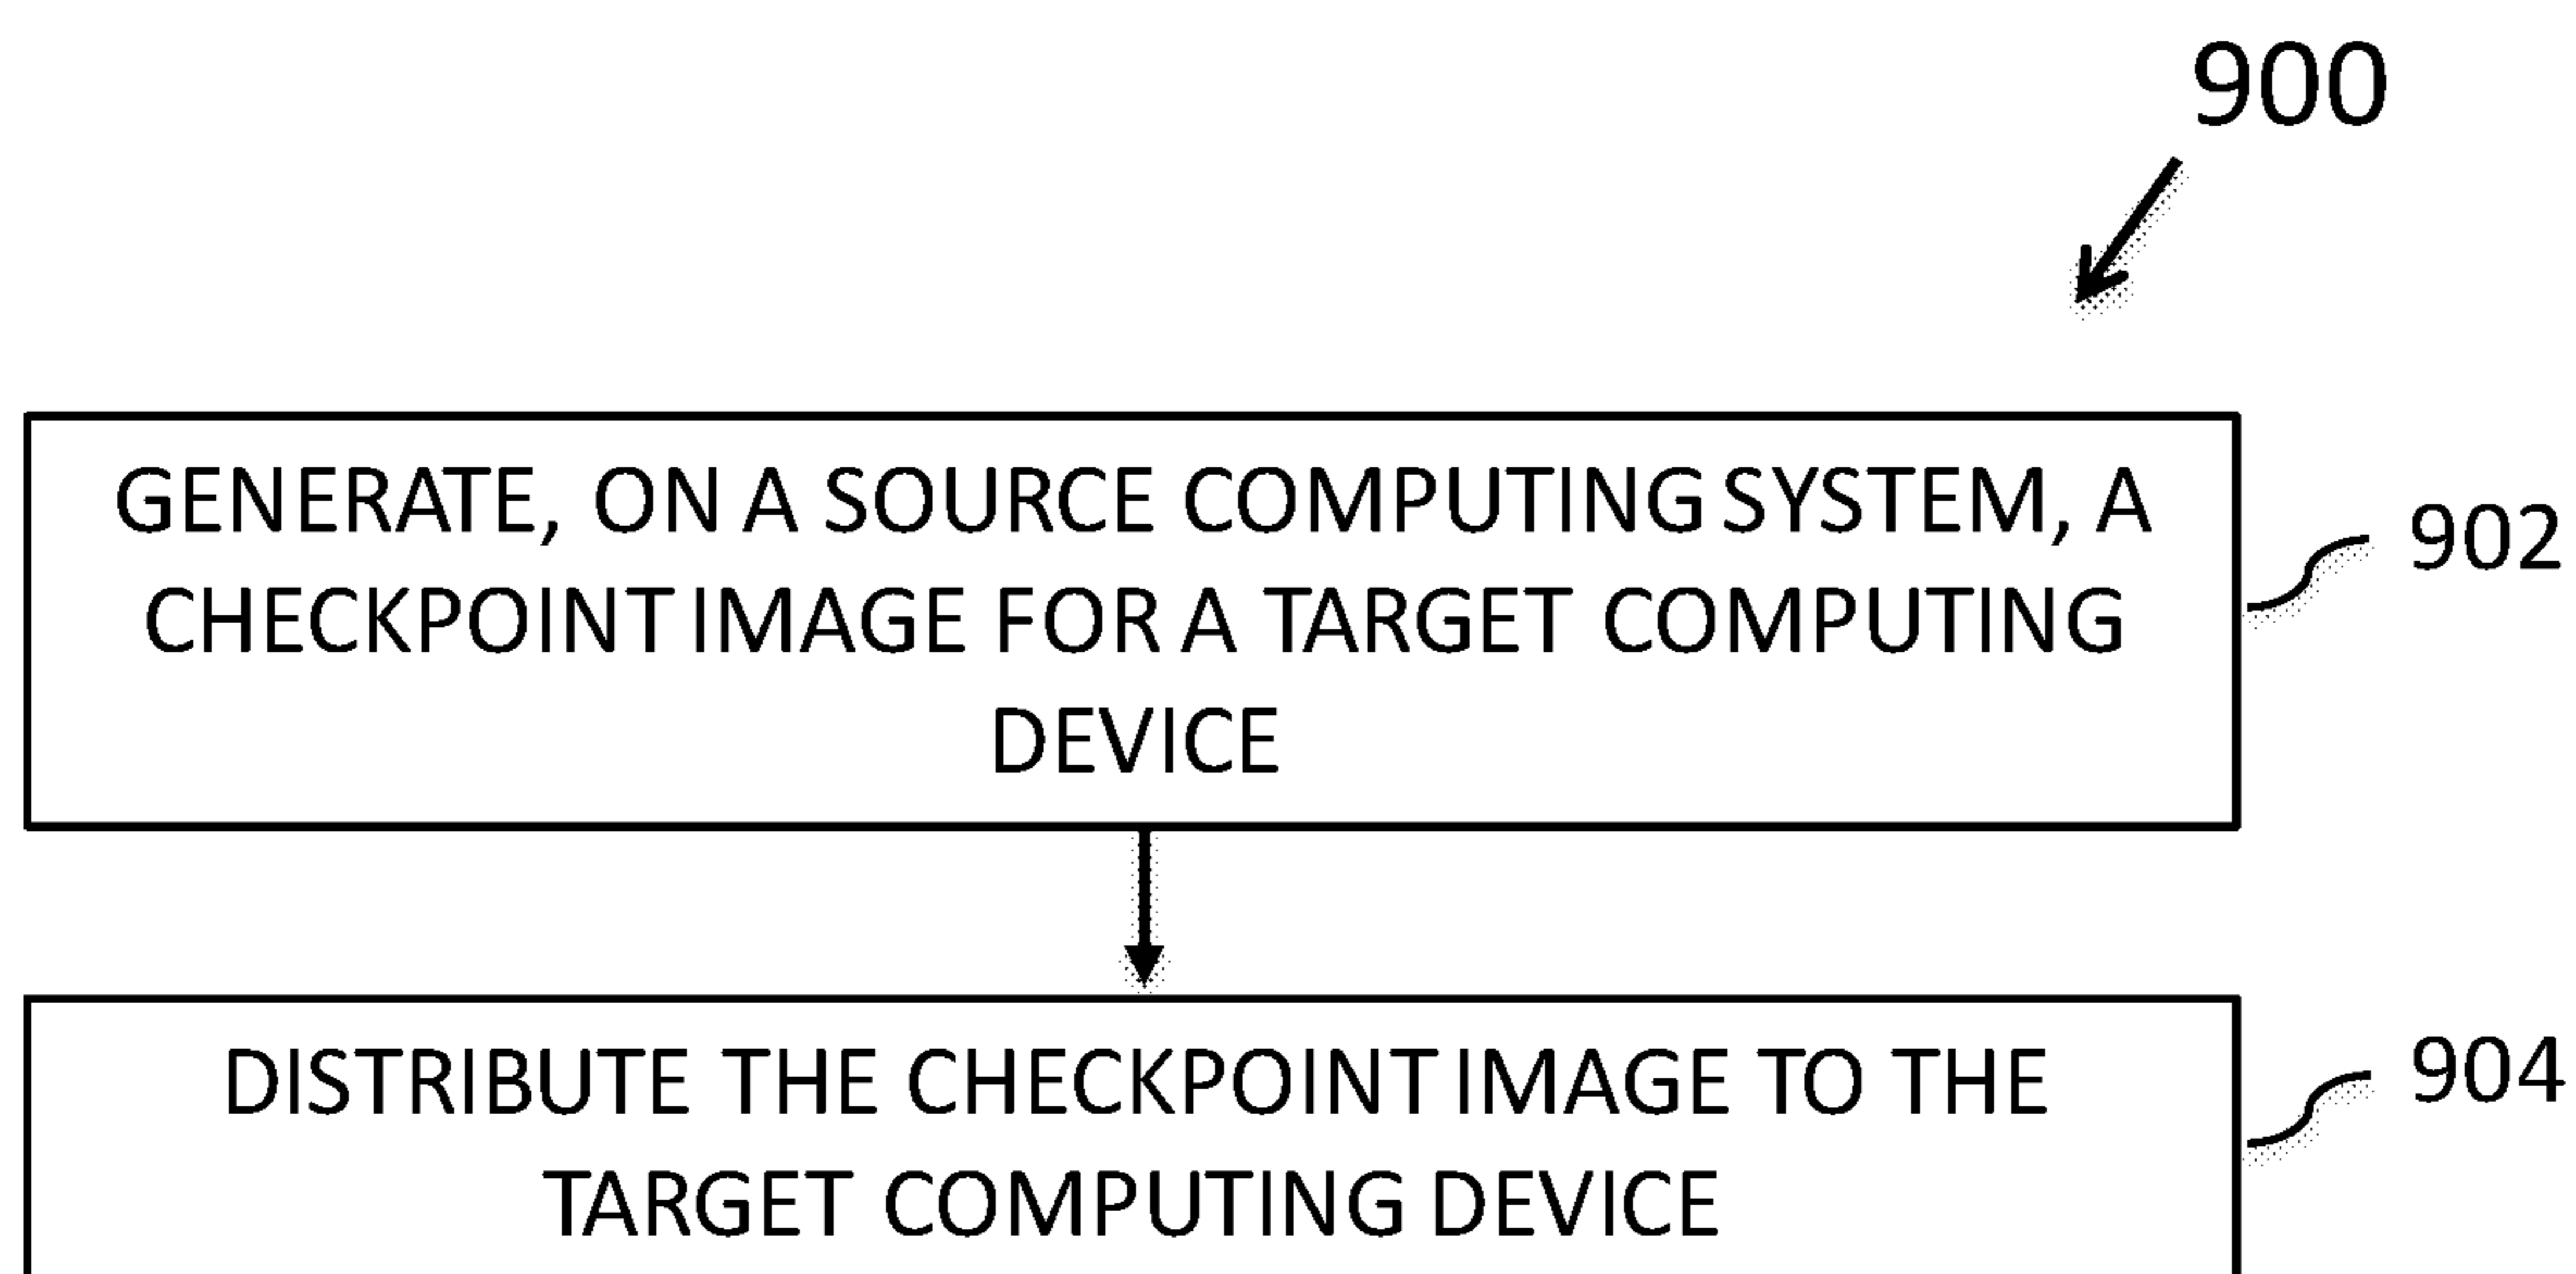 900
GENERATE, ON A SOURCE COMPUTING SYSTEM, A
CHECKPOINT IMAGE FOR A TARGET COMPUTING
DEVICE
902
DISTRIBUTE THE CHECKPOINT IMAGE TO THE
TARGET COMPUTING DEVICE
904